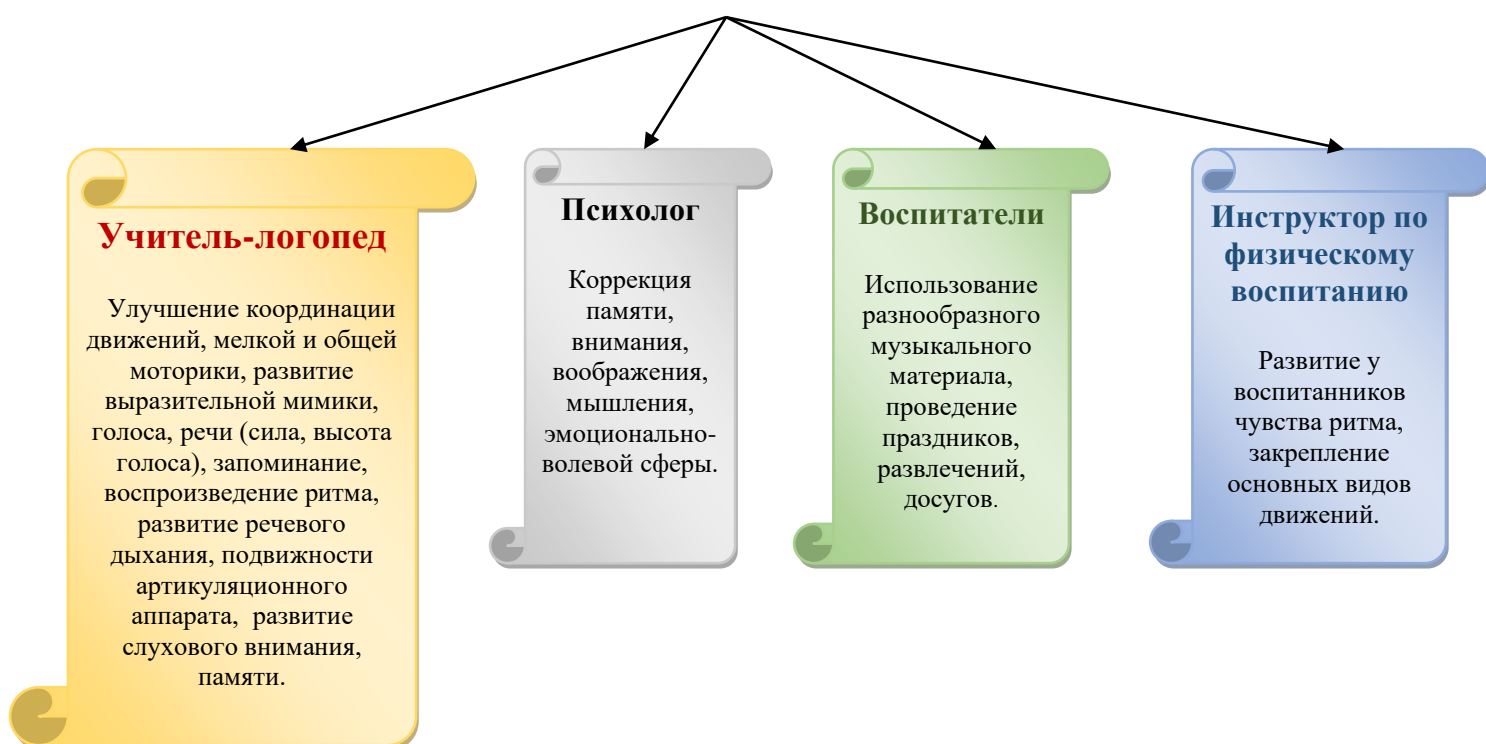 Учитель-логопед
Улучшение координации
движений, мелкой и общей
моторики, развитие
выразительной мимики,
голоса, речи (сила, высота
голоса), запоминание,
воспроизведение ритма,
развитие речевого
дыхания, подвижности
артикуляционного
аппарата, развитие
слухового внимания,
памяти.
Психолог
Коррекция
памяти,
внимания,
воображения,
мышления,
эмоционально-
волевой сферы.
Воспитатели
Использование
разнообразного
музыкального
материала,
проведение
праздников,
развлечений,
досугов.
Инструктор по
физическому
воспитанию
Развитие у
воспитанников
чувства ритма,
закрепление
основных видов
движений.